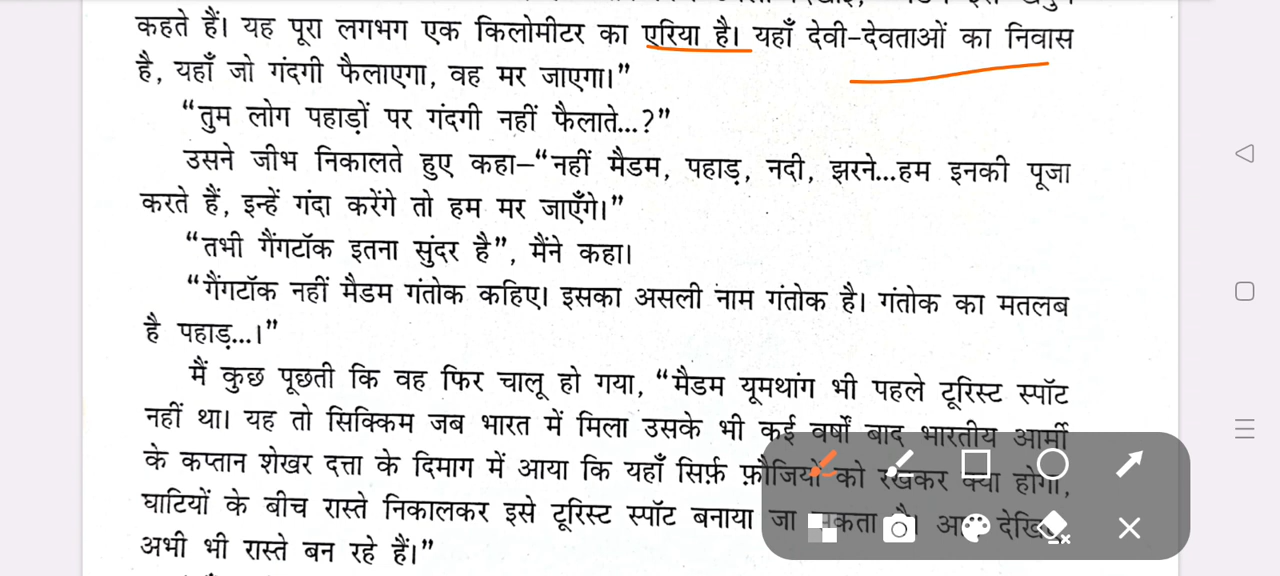 कहते हैं। यह पूरा लगभग एक किलोमीटर का एरिया है। यहाँ देवी-देवताओं का निवास
है, यहाँ जो गंदगी फैलाएगा, वह मर जाएगा।”
“तुम लोग पहाड़ों पर गंदगी नहीं फैलाते...?”
उसने जीभ निकालते हुए कहा–“नहीं मैडम, पहाड़, नदी, झरने...हम इनकी पूजा
करते हैं, इन्हें गंदा करेंगे तो हम मर जाएँगे।”
“तभी गैंगटॉक इतना सुंदर है”, मैंने कहा।
“गैंगटॉक नहीं मैडम गंतोक कहिए। इसका असली नाम गंतोक है। गंतोक का मतलब
है पहाड़...।”
मैं कुछ पूछती कि वह फिर चालू हो गया, “मैडम यूमथांग भी पहले टूरिस्ट स्पॉट
नहीं था। यह तो सिक्किम जब भारत में मिला उसके भी कई वर्षों बाद भारतीय आर्मी
के कप्तान शेखर दत्ता के दिमाग में आया कि यहाँ सिर्फ़ फ़ौजियों को रखकर क्या होगा,
घाटियों के बीच रास्ते निकालकर इसे टूरिस्ट स्पॉट बनाया जा सकता है।
अभी भी रास्ते बन रहे हैं।”